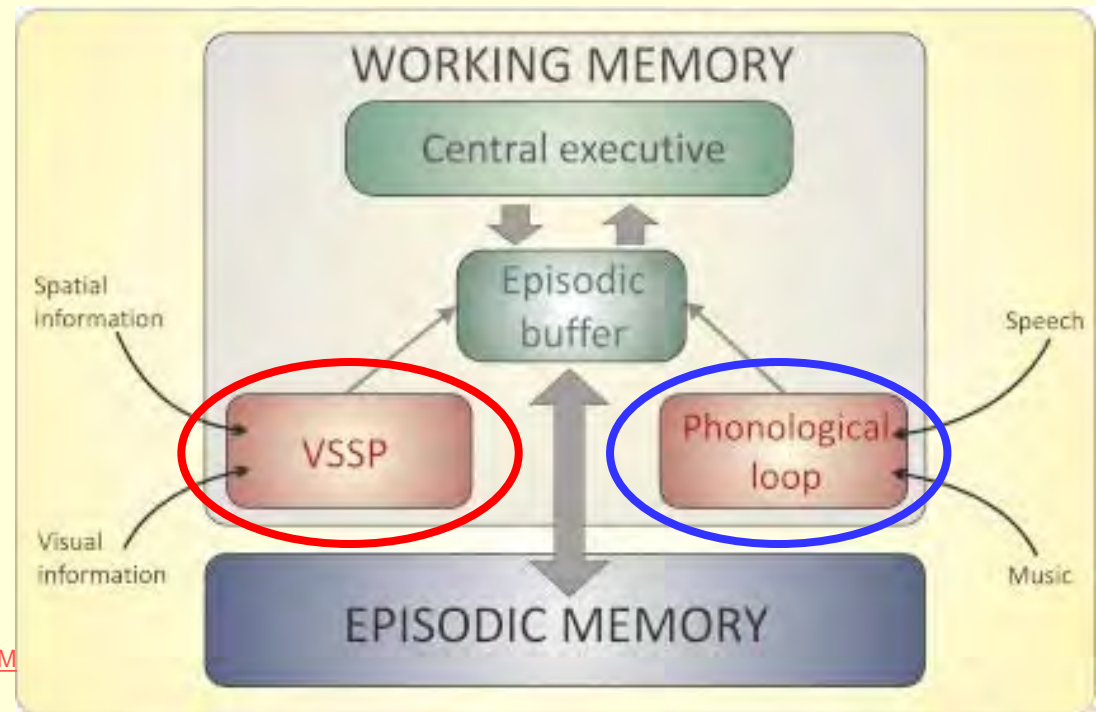 WORKING MEMORY
Central executive
Episodic
buffer
Spatial
information
Speech
VSSP
Phonological
loop
Visual
information
Music
EPISODIC MEMORY
M